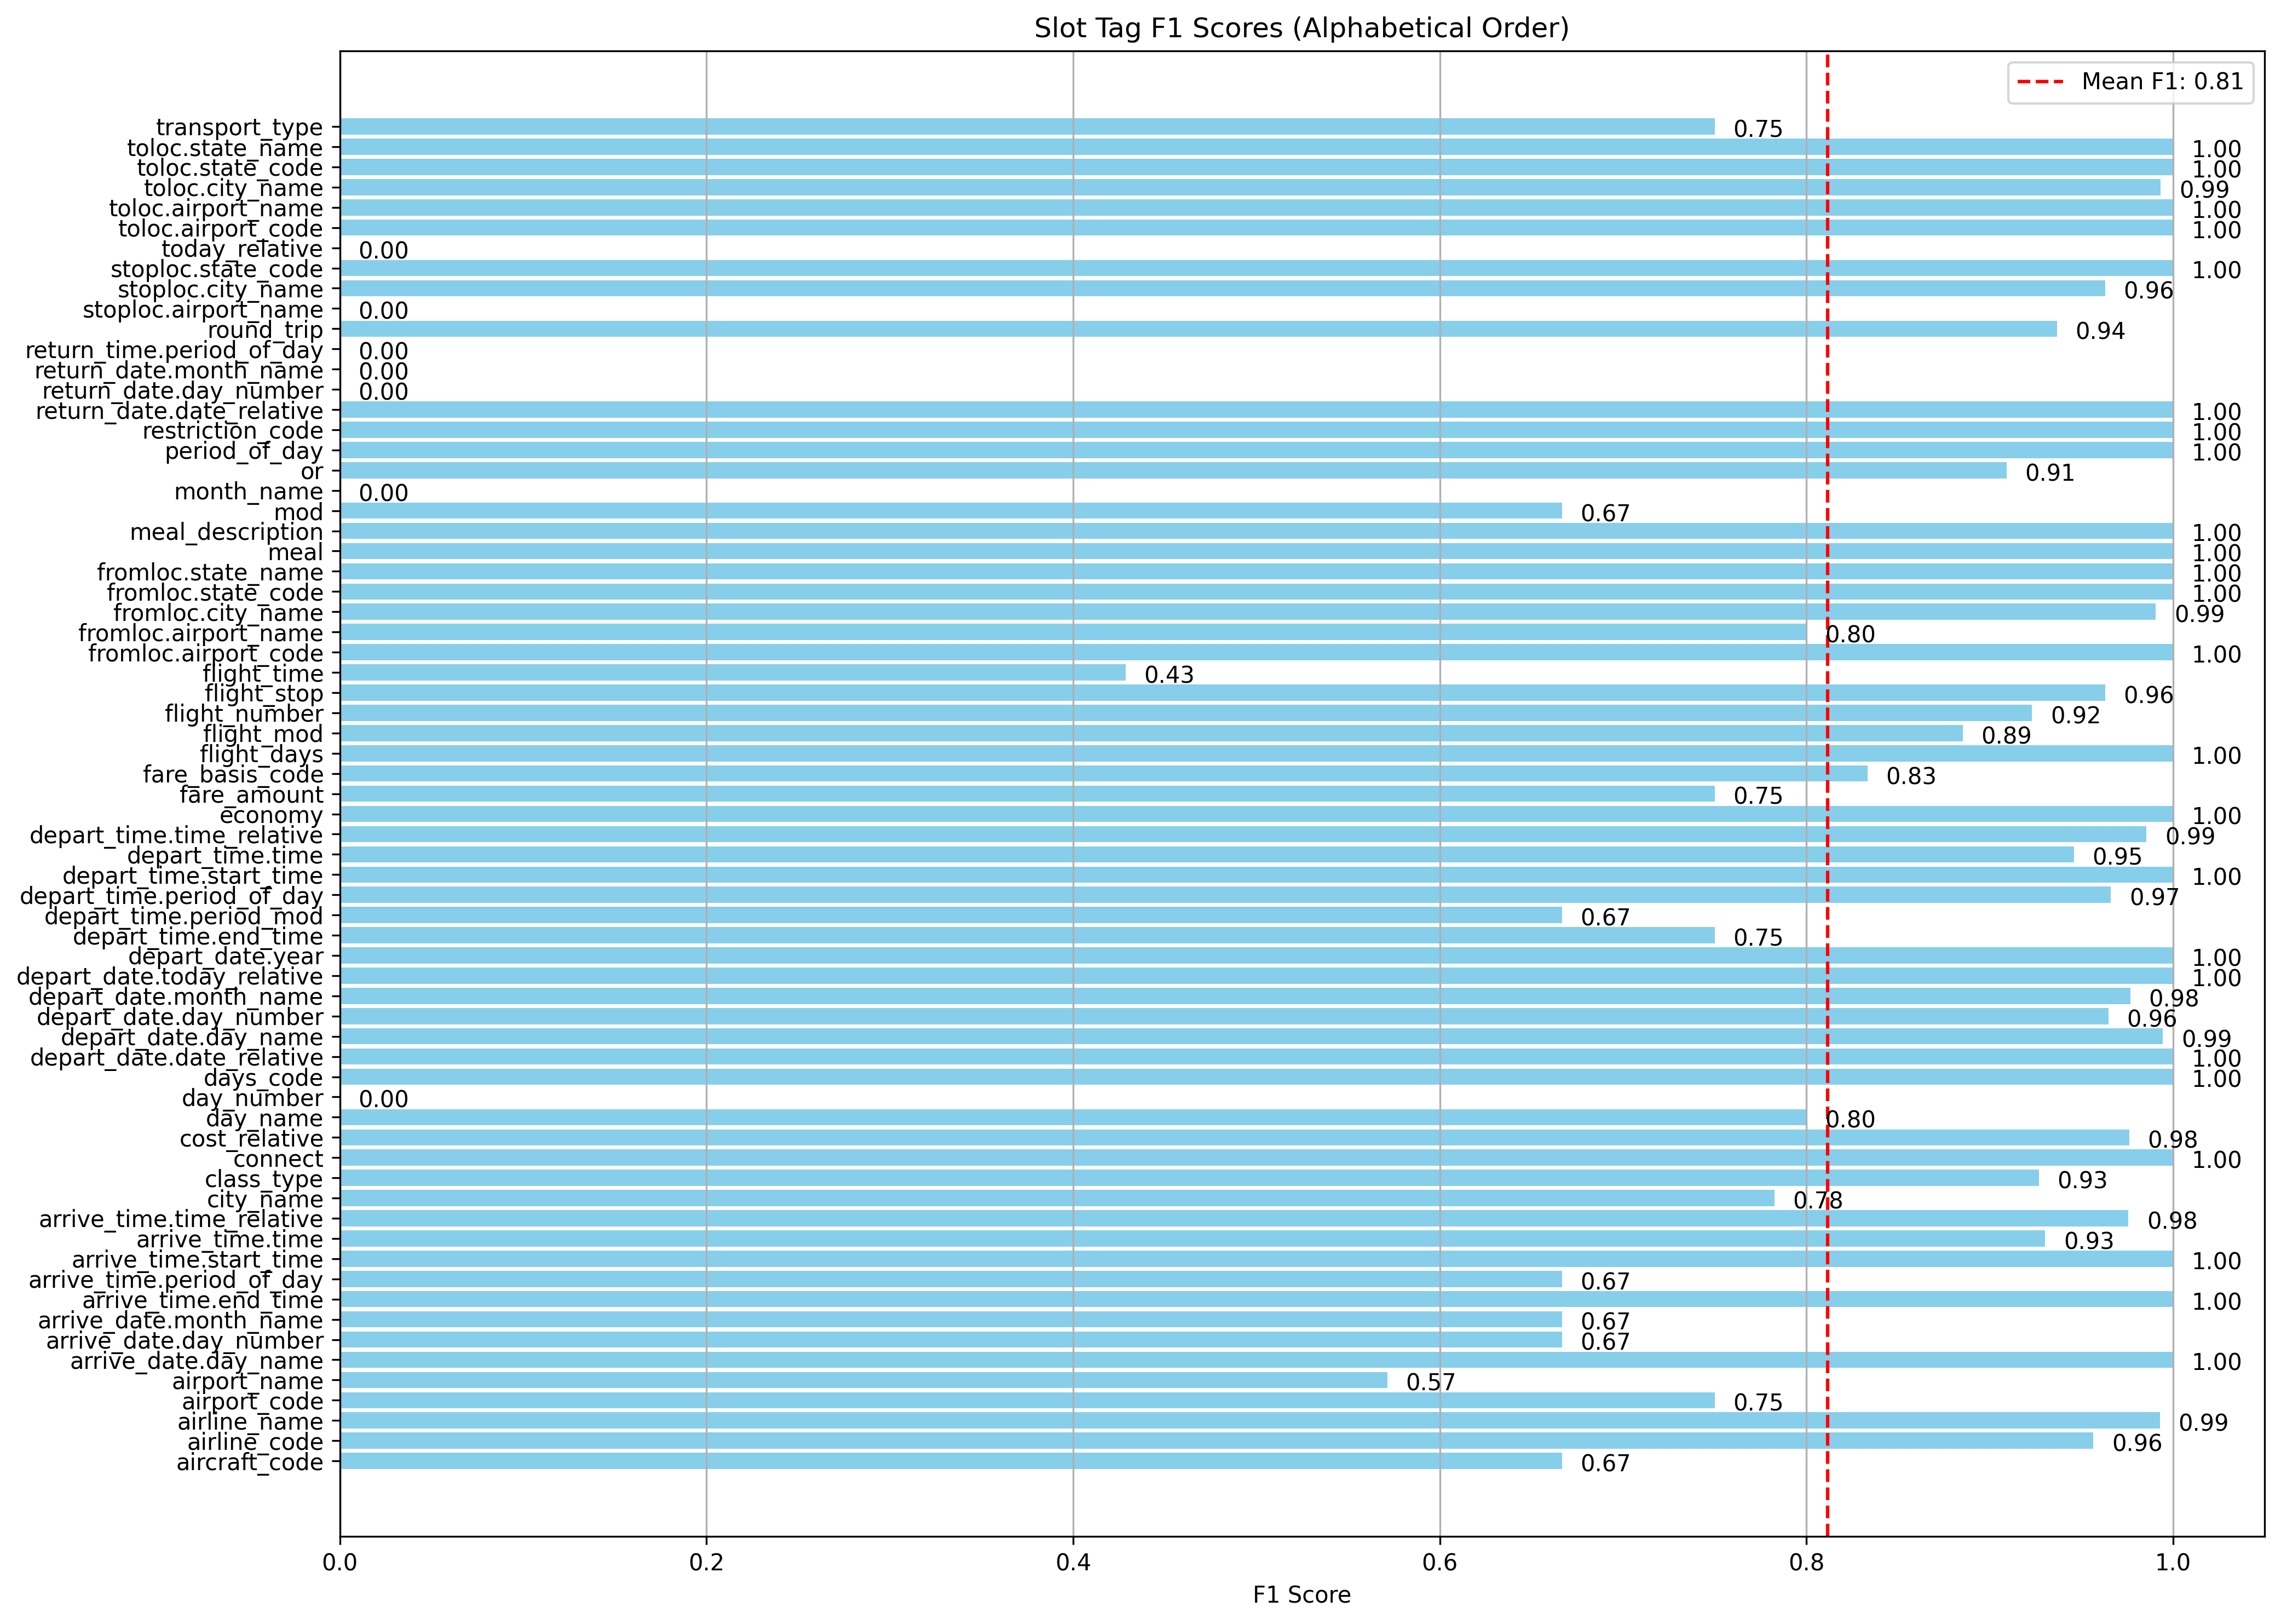 Slot Tag F1 Scores (Alphabetical Order)
Mean F1: 0.81
transport_type 0.75
toloc.state_name 1.00
toloc.state_code 1.00
toloc.city_name 0.99
toloc.airport_name 1.00
toloc.airport_code 1.00
today_relative 0.00
stoploc.state_code 1.00
stoploc.city_name 0.96
stoploc.airport_name 0.00
round_trip 0.94
return_time.period_of_day 0.00
return_date.month_name 0.00
return_date.day_number 0.00
return_date.date_relative 1.00
restriction_code 1.00
period_of_day 1.00
or 0.91
month_name 0.00
mod 0.67
meal_description 1.00
meal 1.00
fromloc.state_name 1.00
fromloc.state_code 1.00
fromloc.city_name 0.99
fromloc.airport_name 0.80
fromloc.airport_code 1.00
flight_time 0.43
flight_stop 0.96
flight_number 0.92
flight_mod 0.89
flight_days 1.00
fare_basis_code 0.83
fare_amount 0.75
economy 1.00
depart_time.time_relative 0.99
depart_time.time 0.95
depart_time.start_time 1.00
depart_time.period_of_day 0.97
depart_time.period_mod 0.67
depart_time.end_time 0.75
depart_date.year 1.00
depart_date.today_relative 1.00
depart_date.month_name 0.98
depart_date.day_number 0.96
depart_date.day_name 0.99
depart_date.date_relative 1.00
days_code 1.00
day_number 0.00
day_name 0.80
cost_relative 0.98
connect 1.00
class_type 0.93
city_name 0.78
arrive_time.time_relative 0.98
arrive_time.time 0.93
arrive_time.start_time 1.00
arrive_time.period_of_day 0.67
arrive_time.end_time 1.00
arrive_date.month_name 0.67
arrive_date.day_number 0.67
arrive_date.day_name 1.00
airport_name 0.57
airport_code 0.75
airline_name 0.99
airline_code 0.96
aircraft_code 0.67
0.0 0.2 0.4 0.6 0.8 1.0
F1 Score